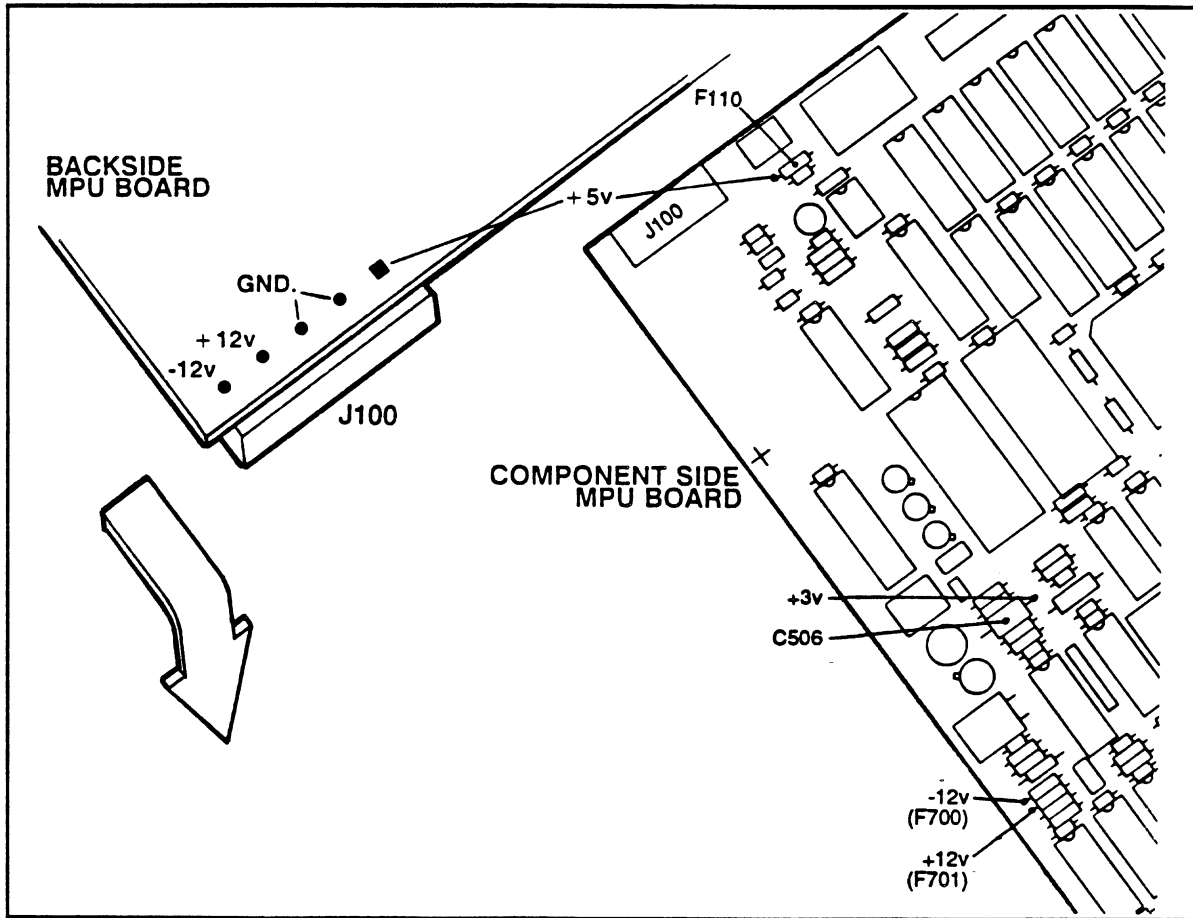 BACKSIDE
MPU BOARD
F110
+ 5v
J100
GND.
+ 12v
-12v
J100
COMPONENT SIDE
MPU BOARD
+3v
C506
-12v
(F700)
+12v
(F701)